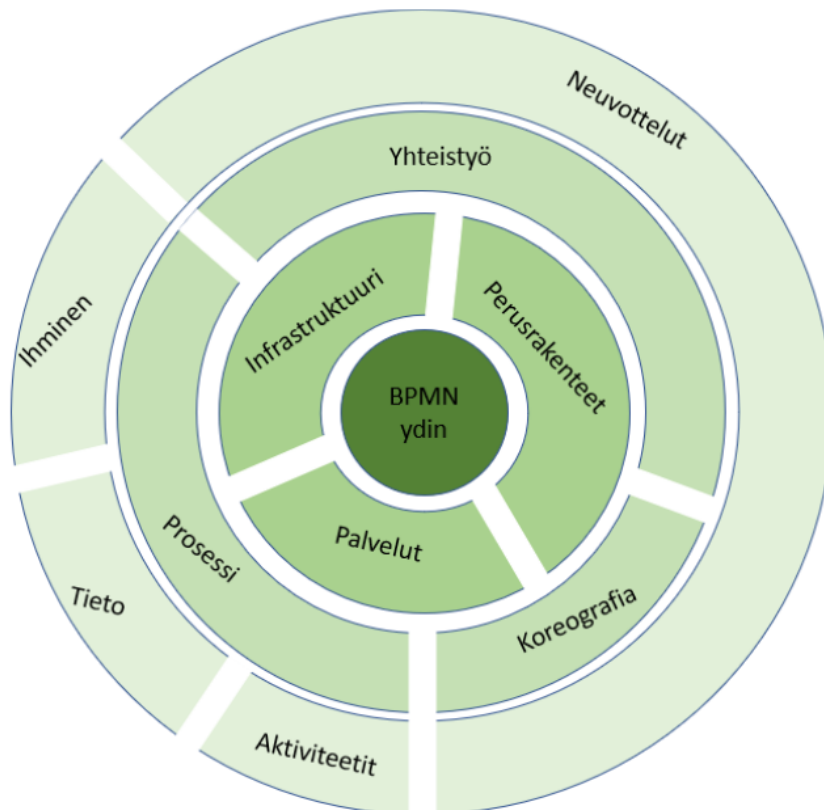 Neuvottelut
Yhteistyö
Ihminen
Infrastruktuuri
Perusrakenteet
BPMN
ydin
Palvelut
Prosessi
Tieto
Koreografia
Aktiviteetit